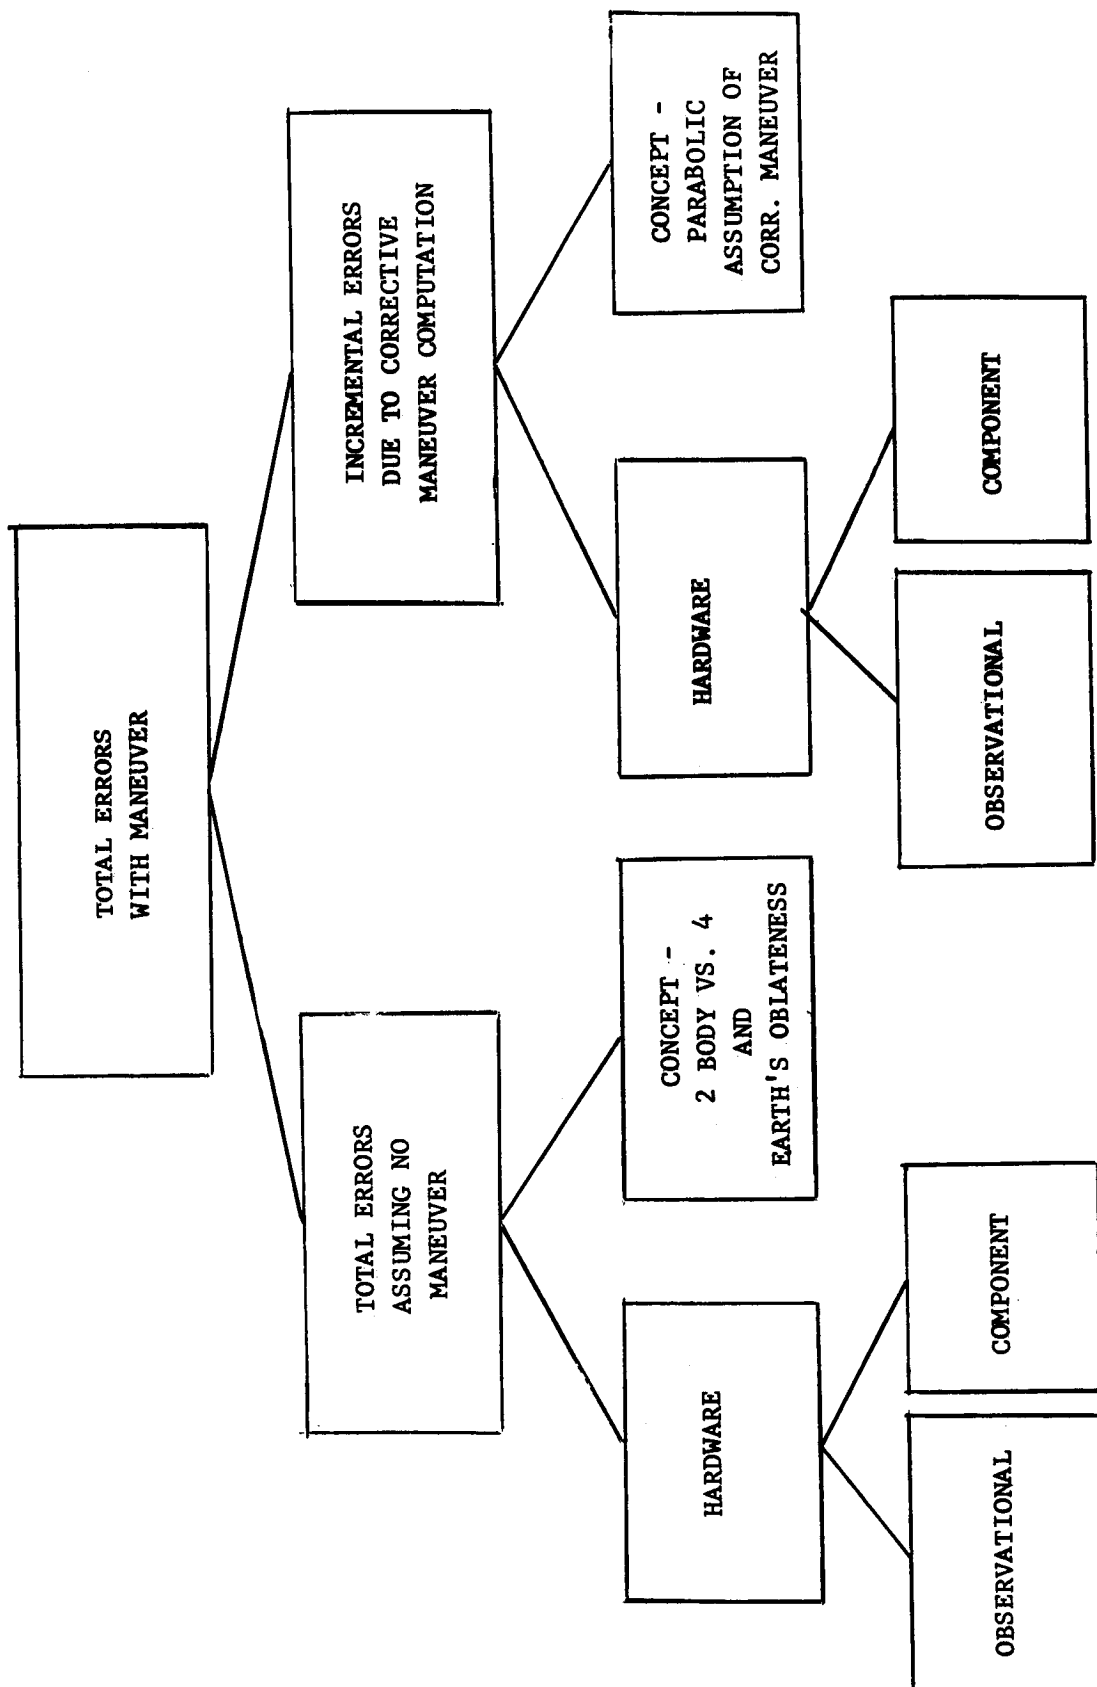 TOTAL ERRORS
WITH MANEUVER
TOTAL ERRORS
ASSUMING NO
MANEUVER
INCREMENTAL ERRORS
DUE TO CORRECTIVE
MANEUVER COMPUTATION
HARDWARE
CONCEPT -
2 BODY VS. 4
AND
EARTH'S OBLATENESS
HARDWARE
CONCEPT -
PARABOLIC
ASSUMPTION OF
CORR. MANEUVER
OBSERVATIONAL
COMPONENT
OBSERVATIONAL
COMPONENT